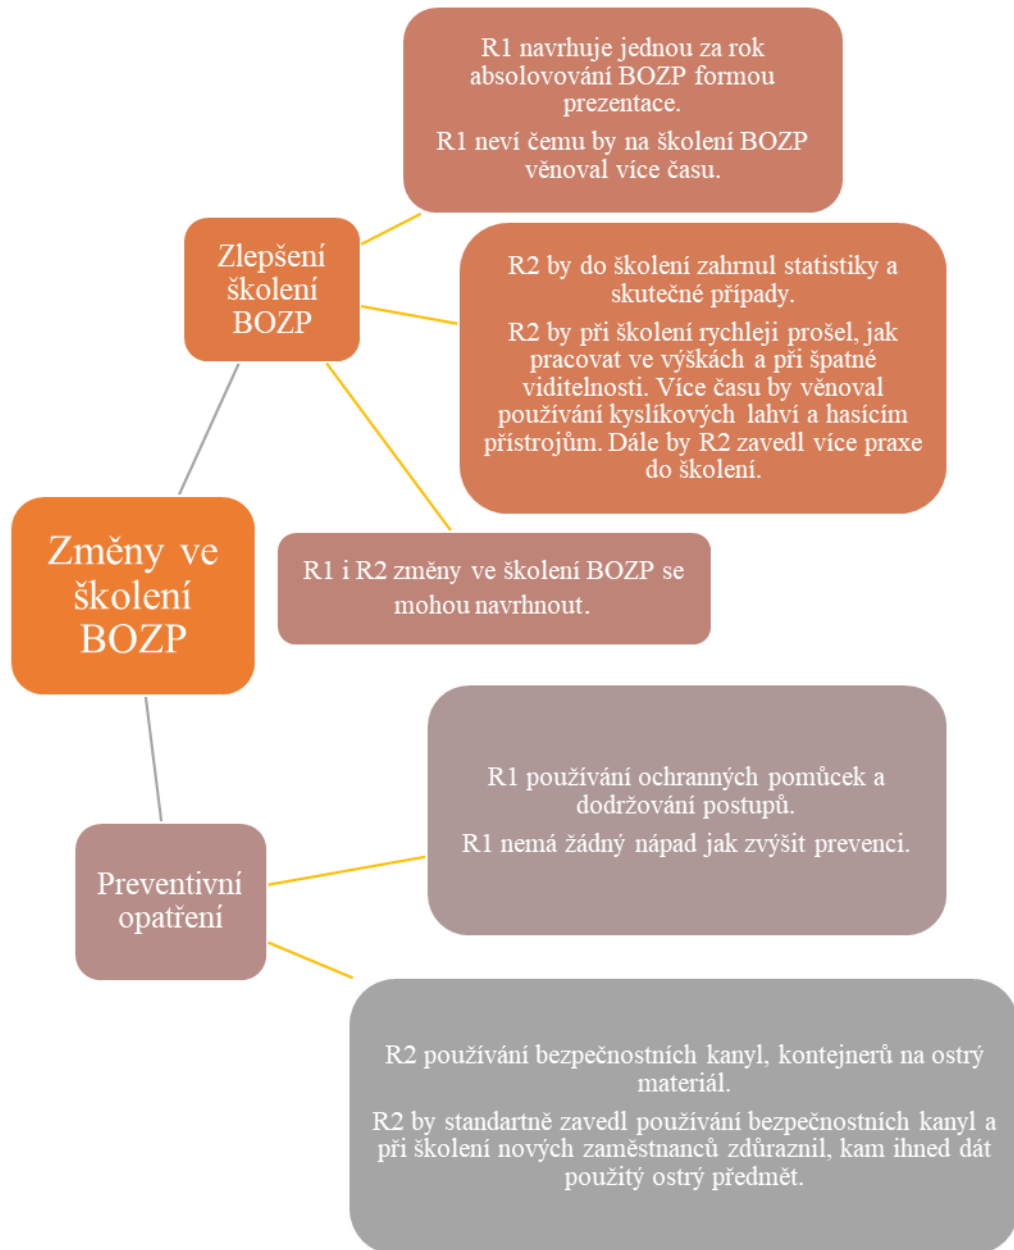 R1 navrhuje jednou za rok
absolovování BOZP formou
prezentace.
R1 neví čemu by na školení BOZP
věnoval více času.
Zlepšení
školení
BOZP
R2 by do školení zahrnul statistiky a
skutečné případy.
R2 by při školení rychleji prošel, jak
pracovat ve výškách a při špatné
viditelnosti. Více času by věnoval
používání kyslíkových lahví a hasícím
přístrojům. Dále by R2 zavedl více praxe
do školení.
Změny ve
školení
BOZP
R1 i R2 změny ve školení BOZP se
mohou navrhnout.
R1 používání ochranných pomůcek a
dodržování postupů.
R1 nemá žádný nápad jak zvýšit prevenci.
Preventivní
opatření
R2 používání bezpečnostních kanyl, kontejnerů na ostrý
materiál.
R2 by standartně zavedl používání bezpečnostních kanyl a
při školení nových zaměstnanců zdůraznil, kam ihned dát
použitý ostrý předmět.